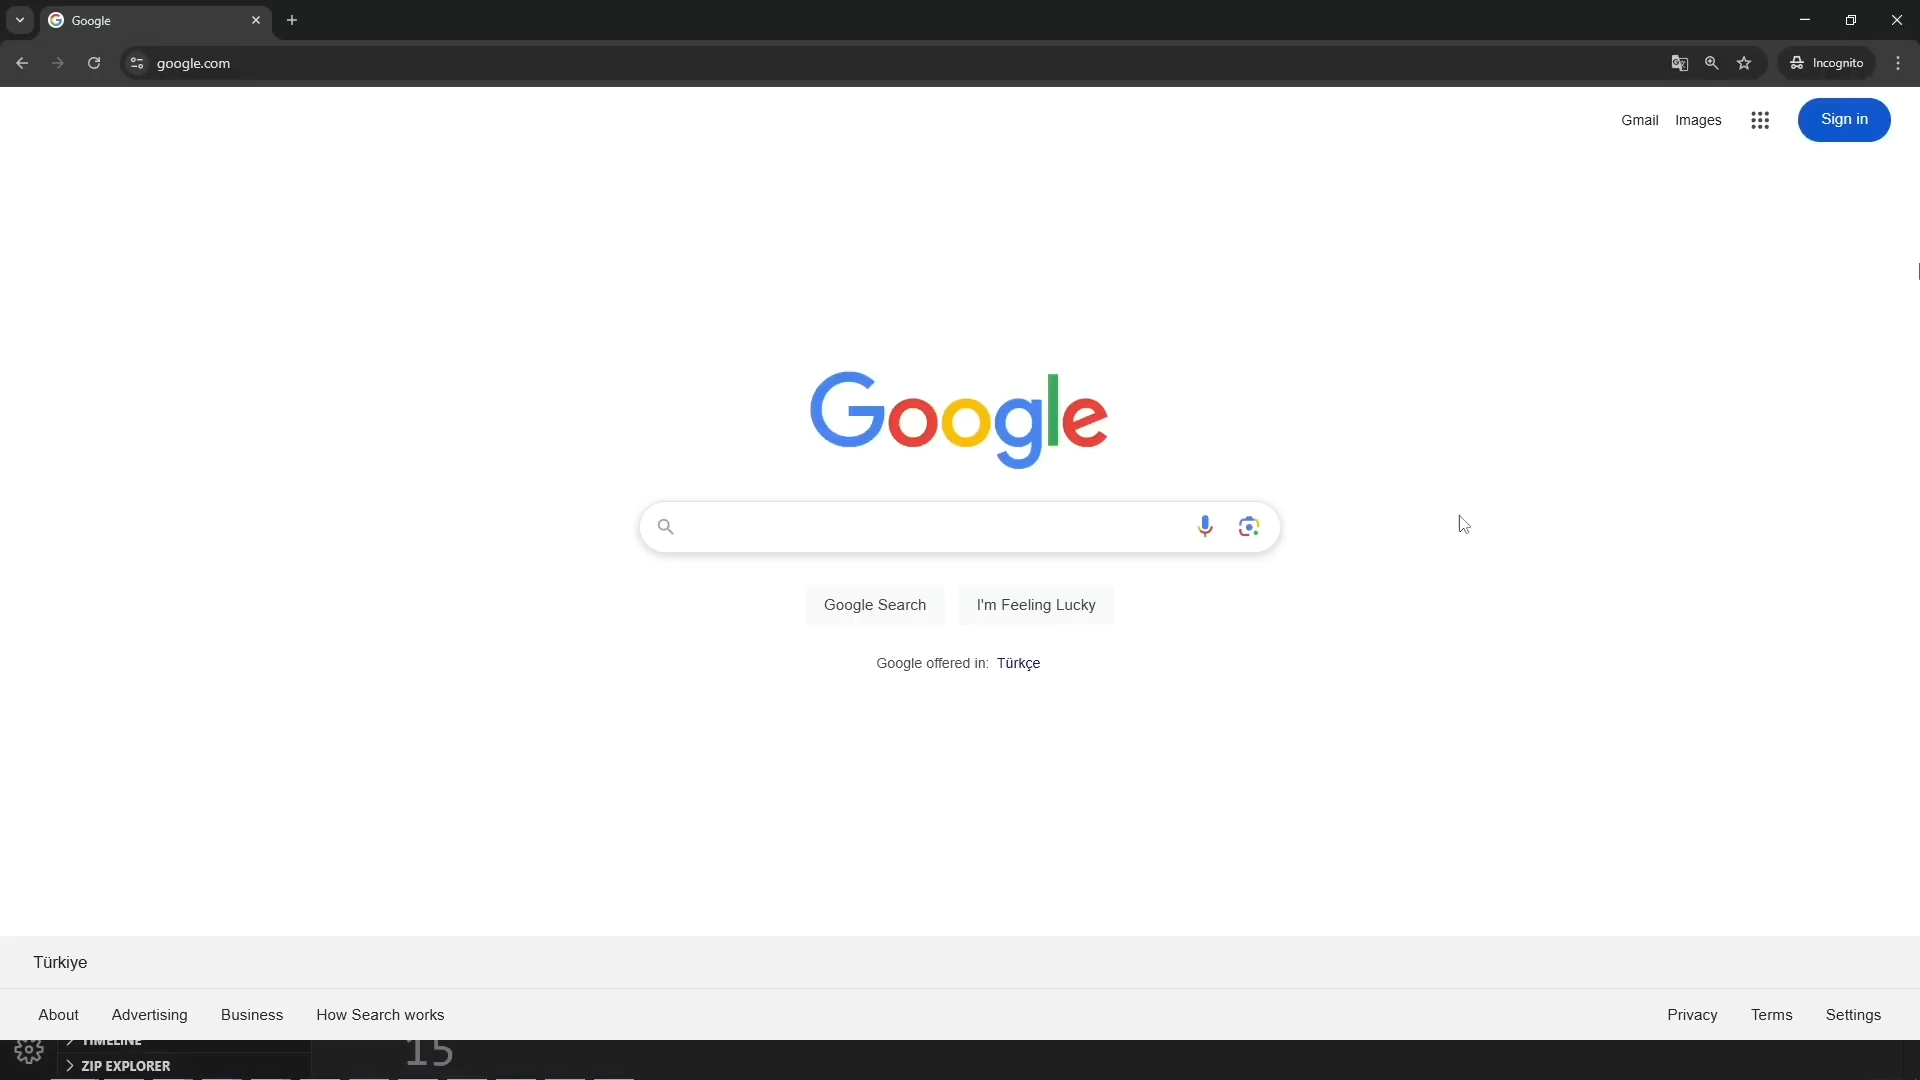 Google
google.com
Incognito
Gmail Images Sign in
Google
Google Search I'm Feeling Lucky
Google offered in: Türkçe
Türkiye
About Advertising Business How Search works Privacy Terms Settings
TIMELINE
15
ZIP EXPLORER